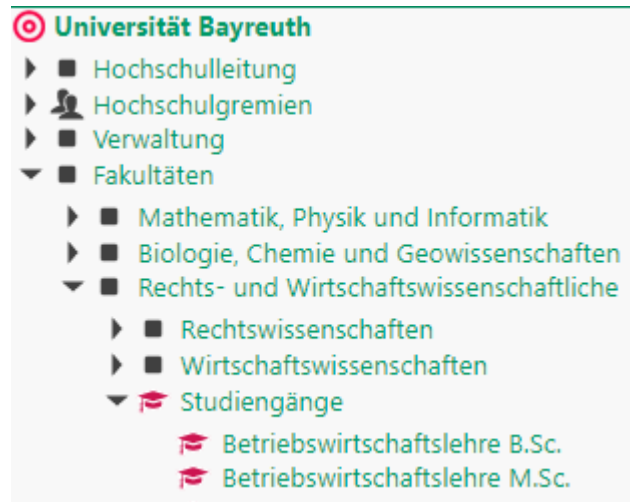 Universität Bayreuth
Hochschulleitung
Hochschulgremien
Verwaltung
Fakultäten
Mathematik, Physik und Informatik
Biologie, Chemie und Geowissenschaften
Rechts- und Wirtschaftswissenschaftliche
Rechtswissenschaften
Wirtschaftswissenschaften
Studiengänge
Betriebswirtschaftslehre B.Sc.
Betriebswirtschaftslehre M.Sc.